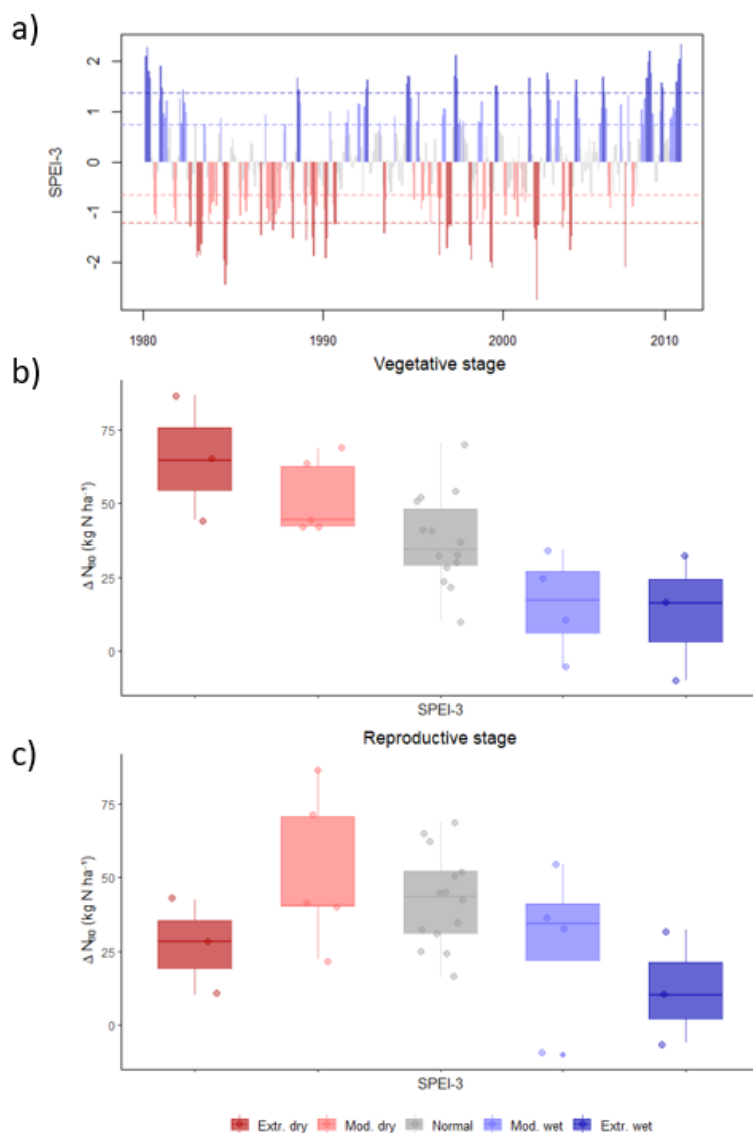 a)
2
1
0
-1
-2
SPEI-3
1980 1990 2000 2010
b)
Vegetative stage
75
50
25
0
Δ N₈₀ (kg N ha⁻¹)
SPEI-3
c)
Reproductive stage
75
50
25
0
Δ N₈₀ (kg N ha⁻¹)
SPEI-3
Extr. dry Mod. dry Normal Mod. wet Extr. wet